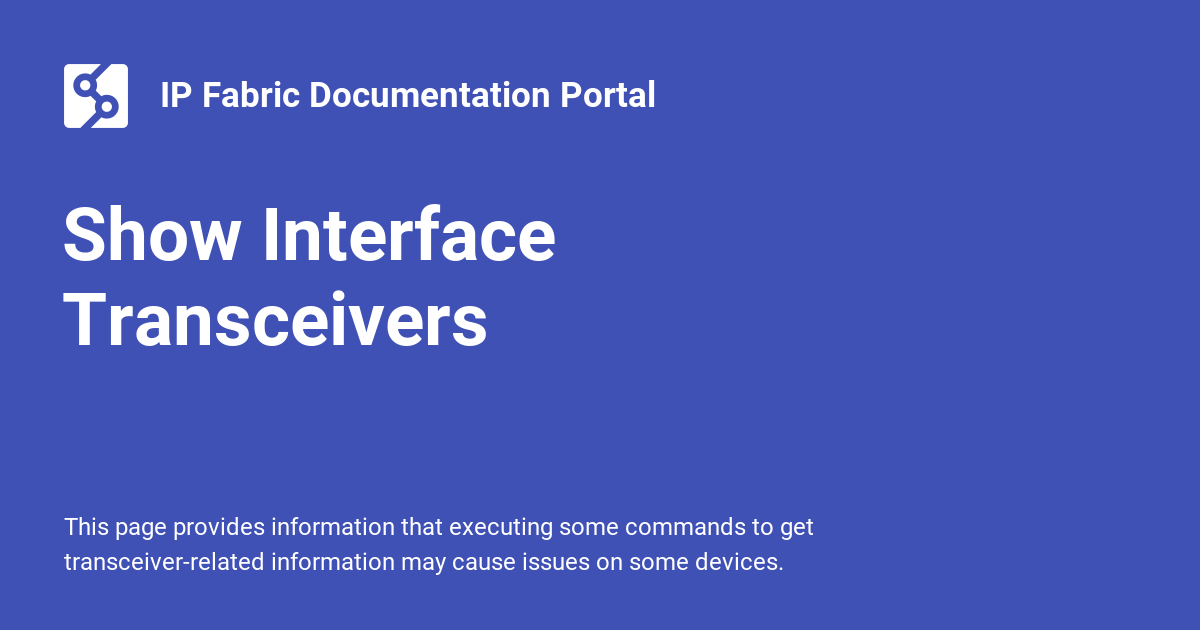 IP Fabric Documentation Portal
Show Interface
Transceivers
This page provides information that executing some commands to get
transceiver-related information may cause issues on some devices.